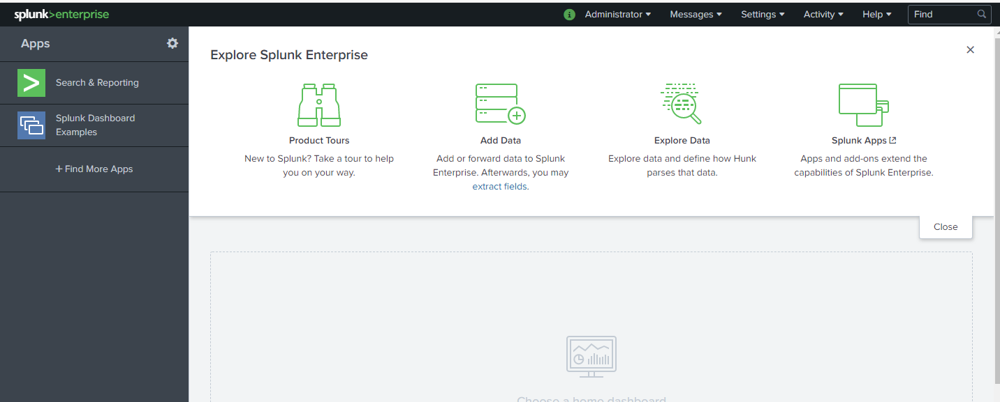 splunk>enterprise
i Administrator Messages Settings Activity Help Find
Apps
Search & Reporting
Splunk Dashboard
Examples
+ Find More Apps
Explore Splunk Enterprise
Product Tours
New to Splunk? Take a tour to help
you on your way.
Add Data
Add or forward data to Splunk
Enterprise. Afterwards, you may
extract fields.
Explore Data
Explore data and define how Hunk
parses that data.
Splunk Apps
Apps and add-ons extend the
capabilities of Splunk Enterprise.
Close
Choose a home dashboard